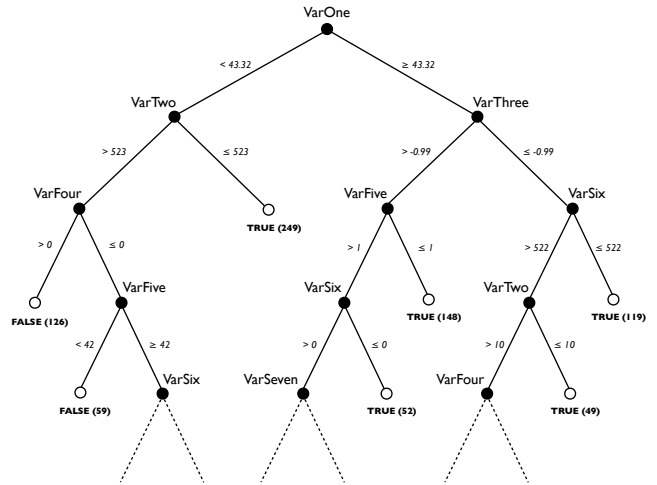 VarOne
< 43.32
≥ 43.32
VarTwo
VarThree
> 523
≤ 523
> -0.99
≤ -0.99
VarFour
VarFive
VarSix
TRUE (249)
> 0
≤ 0
> 1
≤ 1
> 522
≤ 522
VarFive
VarSix
VarTwo
FALSE (126)
TRUE (148)
TRUE (119)
< 42
≥ 42
> 0
≤ 0
> 10
≤ 10
VarSix
VarSeven
VarFour
FALSE (59)
TRUE (52)
TRUE (49)